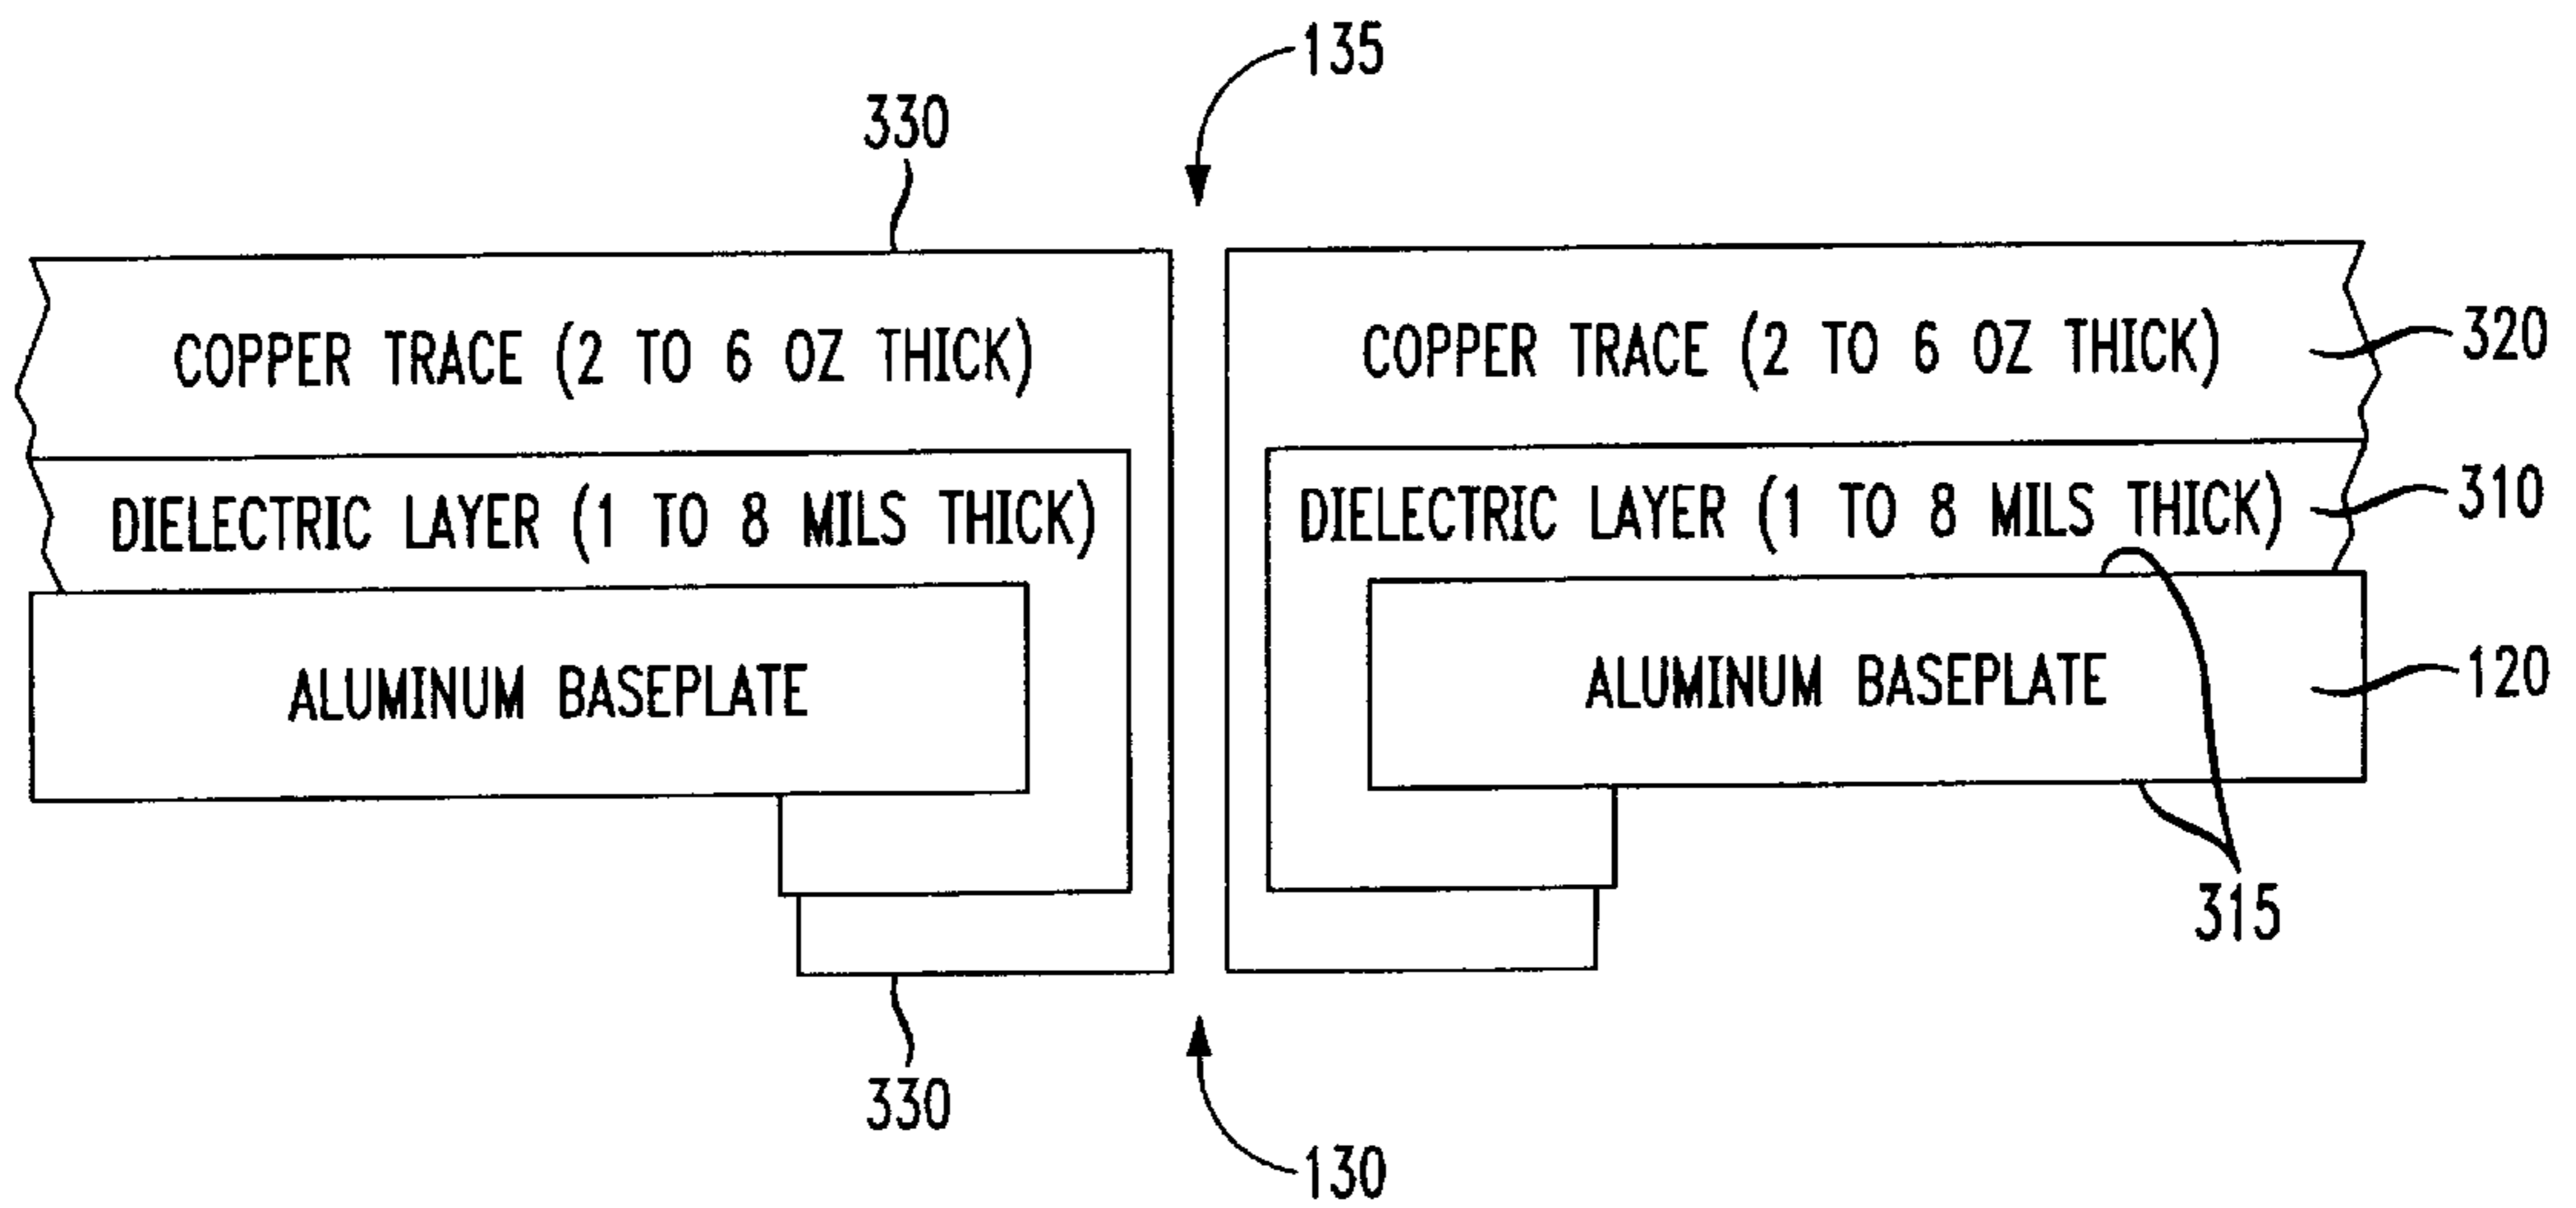 135
330
COPPER TRACE (2 TO 6 OZ THICK)
COPPER TRACE (2 TO 6 OZ THICK)
320
DIELECTRIC LAYER (1 TO 8 MILS THICK)
DIELECTRIC LAYER (1 TO 8 MILS THICK)
310
ALUMINUM BASEPLATE
ALUMINUM BASEPLATE
120
315
330
130